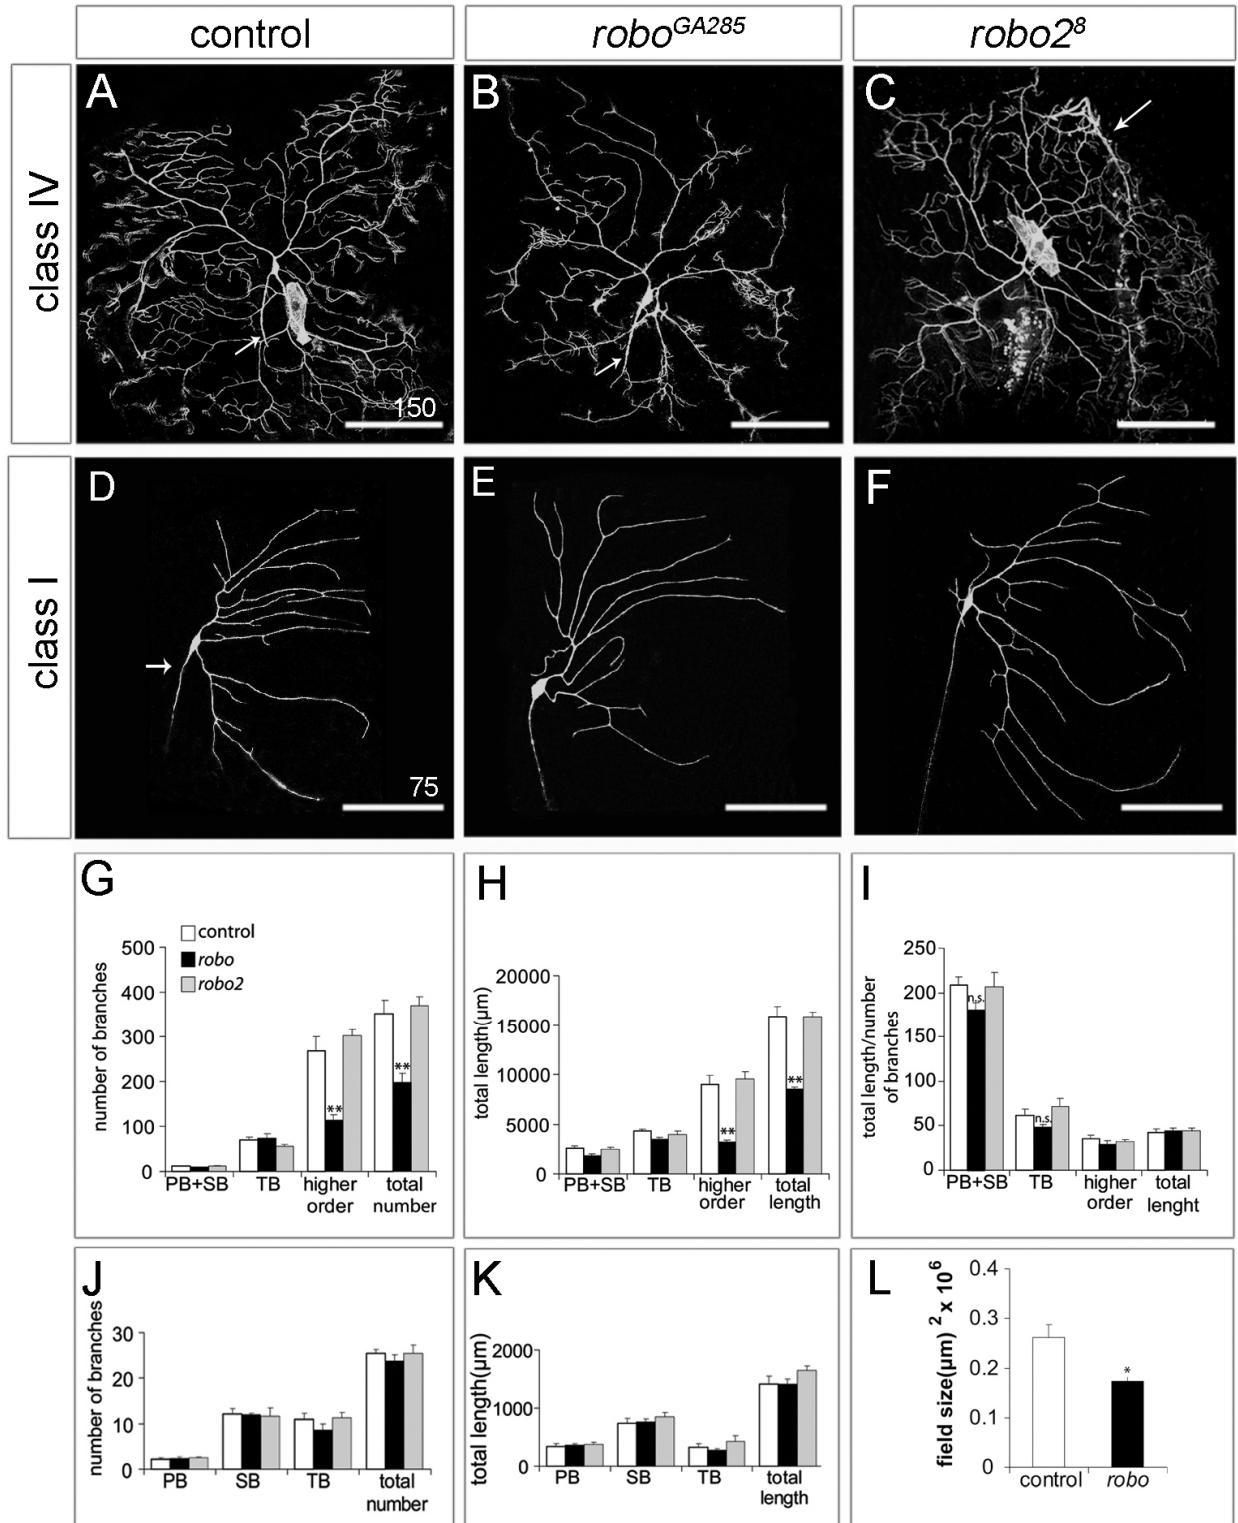 control
robo^GA285
robo2^8
class IV
A
150
B
C
class I
D
75
E
F
G
control
robo
robo2
number of branches
500
400
300
200
100
0
**
**
PB+SB TB higher order total number
H
total length(µm)
20000
15000
10000
5000
0
**
**
PB+SB TB higher order total length
I
total length/number
of branches
250
200
150
100
50
0
n.s.
n.s.
PB+SB TB higher order total lenght
J
number of branches
30
20
10
0
PB SB TB total number
K
total length(µm)
2000
1000
0
PB SB TB total length
L
field size(µm) ² x 10⁶
0.4
0.3
0.2
0.1
0
*
control robo